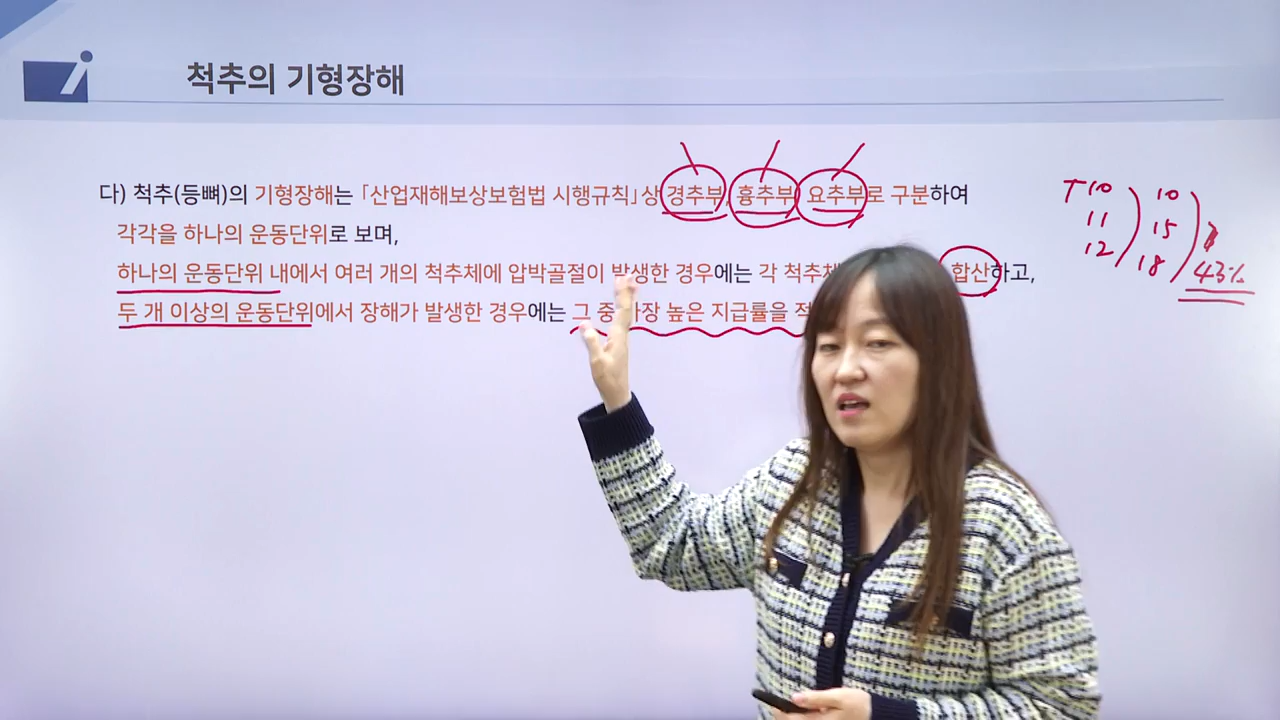 척추의 기형장해
다) 척추(등뼈)의 기형장해는 「산업재해보상보험법 시행규칙」상 경추부, 흉추부, 요추부로 구분하여
각각을 하나의 운동단위로 보며,
하나의 운동단위 내에서 여러 개의 척추체에 압박골절이 발생한 경우에는 각 척추체 합산하고,
두 개 이상의 운동단위에서 장해가 발생한 경우에는 그 중 가장 높은 지급률을
T10 10
11 15
12 18
43%